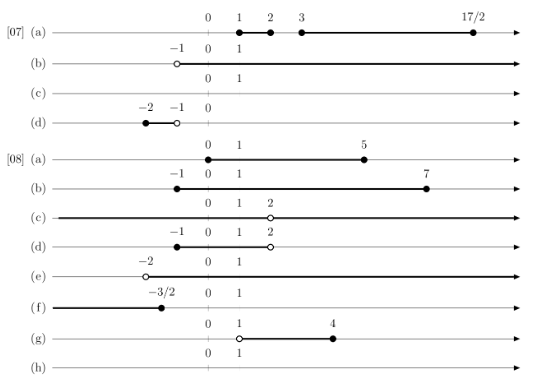 0 1 2 3 17/2
[07] (a)
−1 0 1
(b)
0 1
(c)
−2 −1 0
(d)
0 1 5
[08] (a)
−1 0 1 7
(b)
0 1 2
(c)
−1 0 1 2
(d)
−2 0 1
(e)
−3/2 0 1
(f)
0 1 4
(g)
0 1
(h)